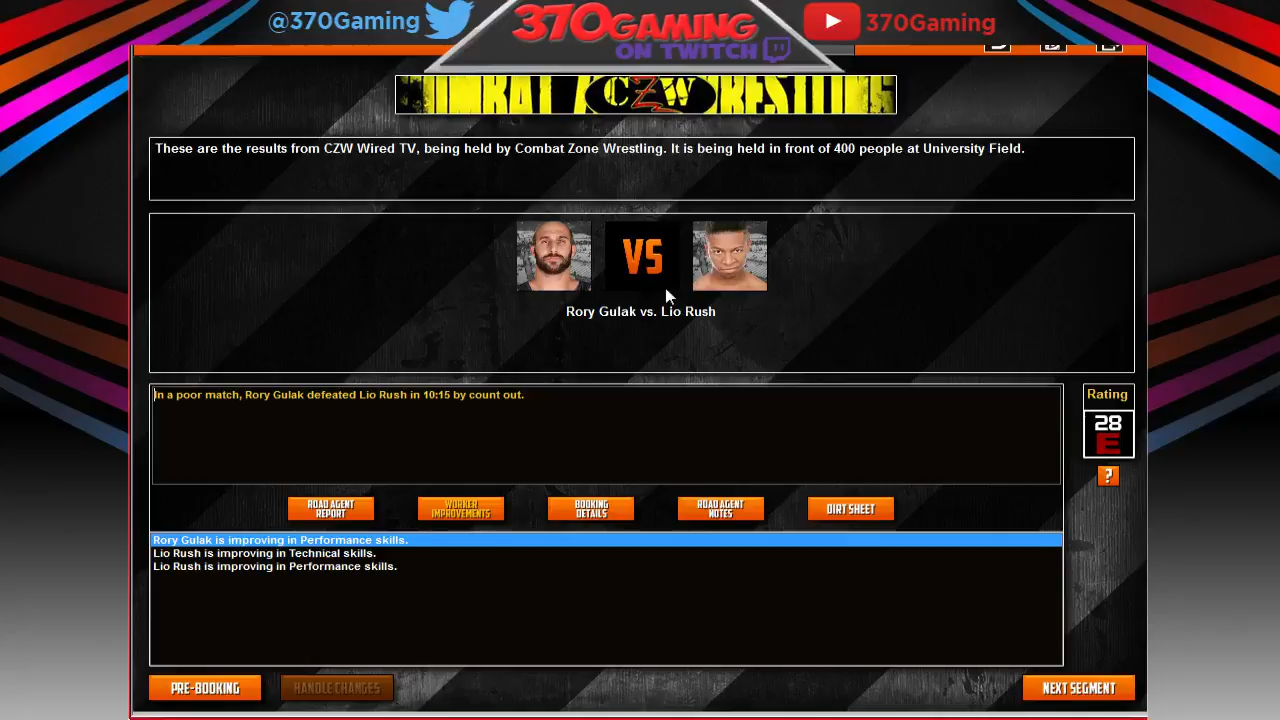 @370Gaming
370GAMING
ON TWITCH
370Gaming
CZW
These are the results from CZW Wired TV, being held by Combat Zone Wrestling. It is being held in front of 400 people at University Field.
VS
Rory Gulak vs. Lio Rush
In a poor match, Rory Gulak defeated Lio Rush in 10:15 by count out.
Rating
28
E
?
ROAD AGENT REPORT
WORKER IMPROVEMENTS
BOOKING DETAILS
ROAD AGENT NOTES
DIRT SHEET
Rory Gulak is improving in Performance skills.
Lio Rush is improving in Technical skills.
Lio Rush is improving in Performance skills.
PRE-BOOKING
HANDLE CHANGES
NEXT SEGMENT